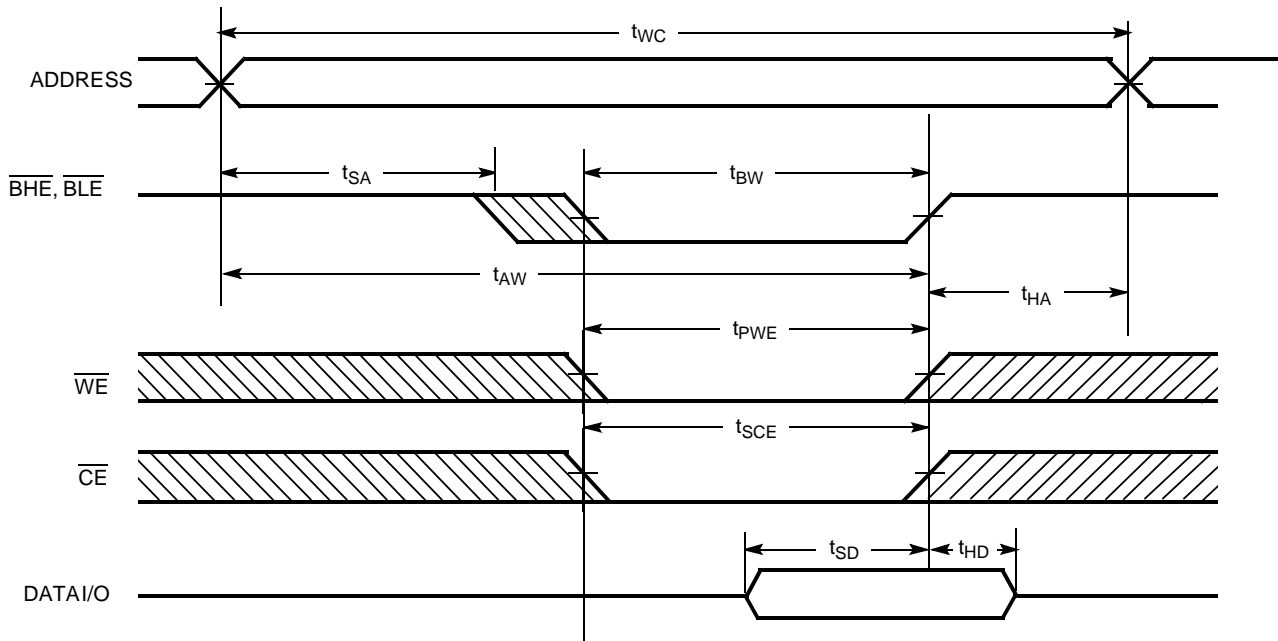 tWC
ADDRESS
tSA
tBW
BHE, BLE
tAW
tHA
tPWE
WE
tSCE
CE
tSD
tHD
DATAI/O